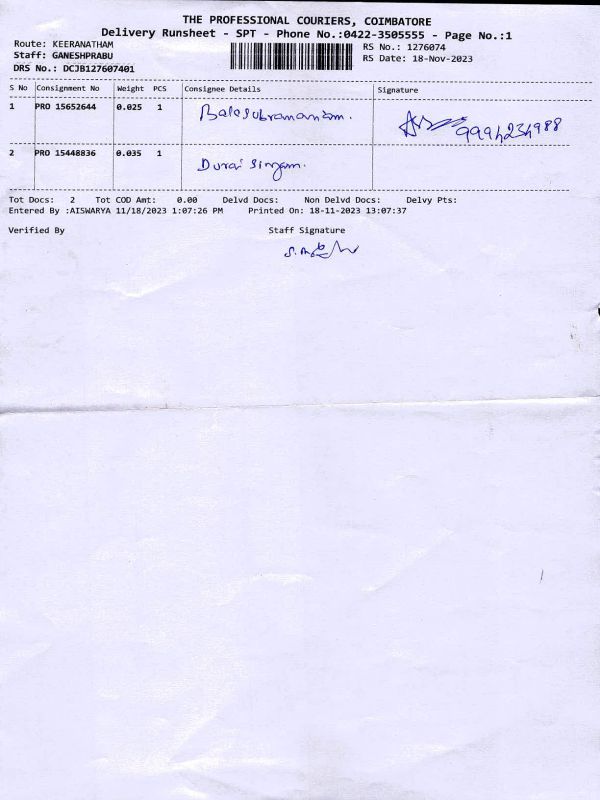 THE PROFESSIONAL COURIERS, COIMBATORE
Delivery Runsheet - SPT - Phone No.:0422-3505555 - Page No.:1
Route: KEERANATHAM
RS No.: 1276074
Staff: GANESHPRABU
RS Date: 18-Nov-2023
DRS No.: DCJB127607401
S No Consignment No Weight PCS Consignee Details Signature
1 PRO 15652644 0.025 1 Balasubramaniam.
2 PRO 15448836 0.035 1 Durai Singam.
Tot Docs: 2 Tot COD Amt: 0.00 Delvd Docs: Non Delvd Docs: Delvy Pts:
Entered By :AISWARYA 11/18/2023 1:07:26 PM Printed On: 18-11-2023 13:07:37
Verified By Staff Signature